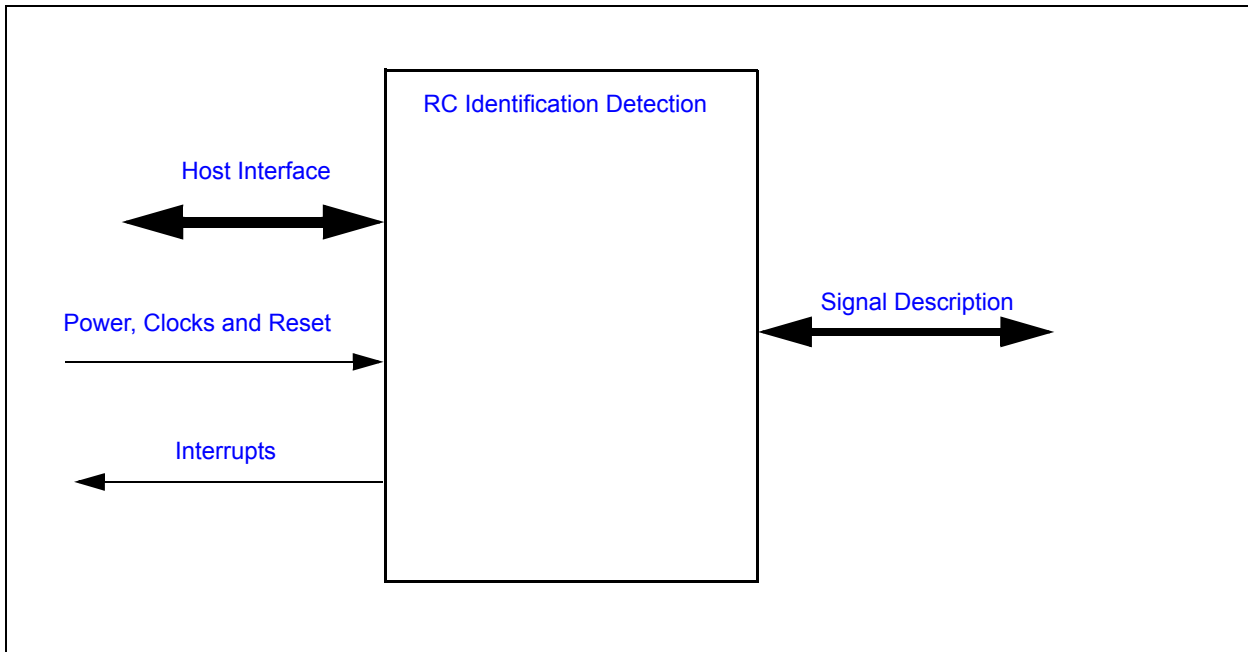 RC Identification Detection
Host Interface
Signal Description
Power, Clocks and Reset
Interrupts